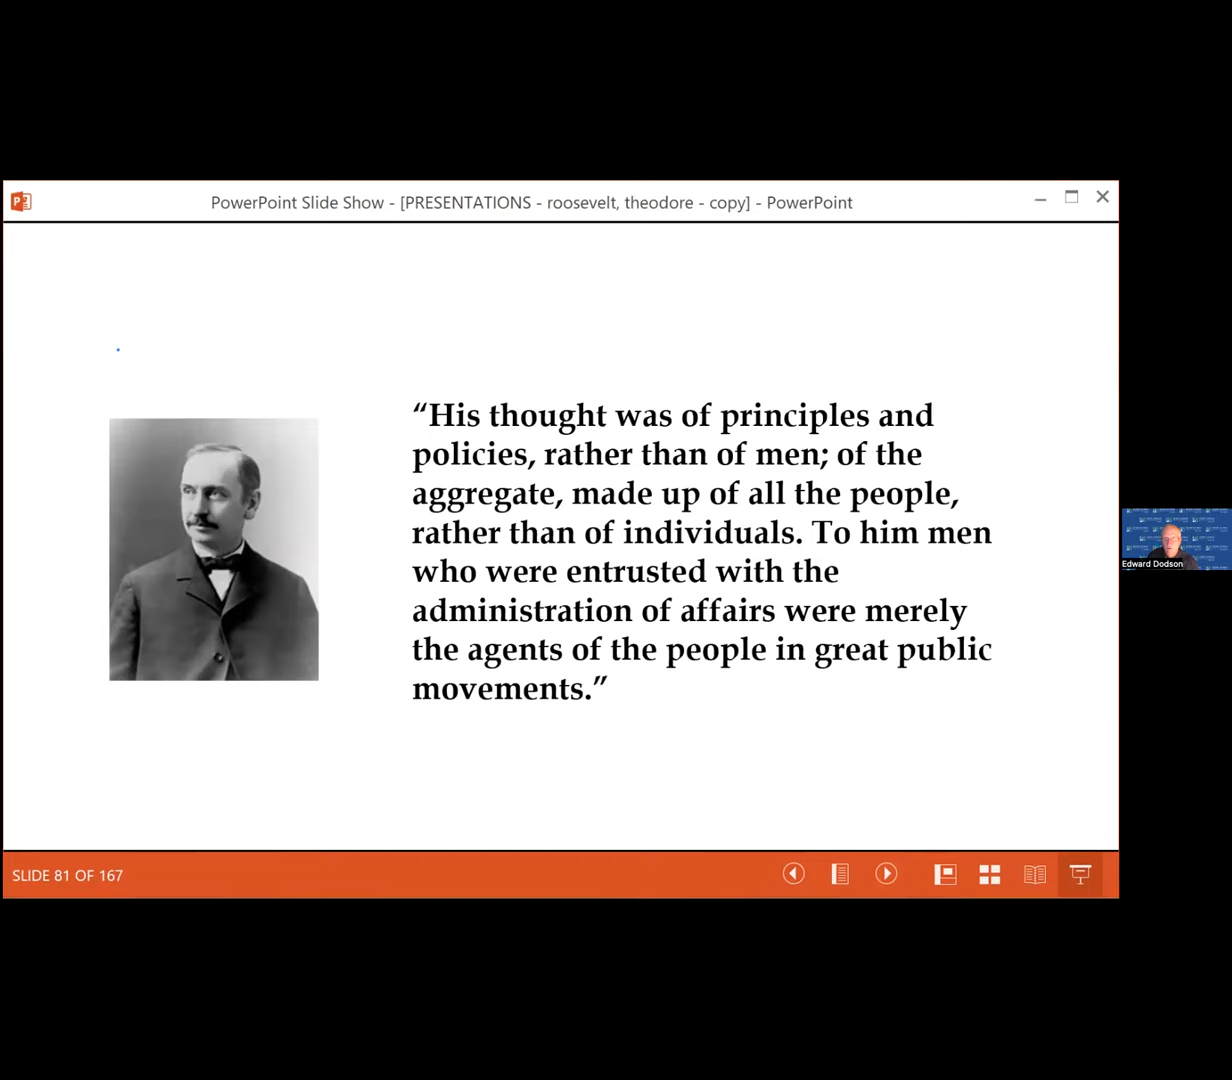 PowerPoint Slide Show - [PRESENTATIONS - roosevelt, theodore - copy] - PowerPoint
“His thought was of principles and
policies, rather than of men; of the
aggregate, made up of all the people,
rather than of individuals. To him men
who were entrusted with the
administration of affairs were merely
the agents of the people in great public
movements.”
Edward Dodson
SLIDE 81 OF 167